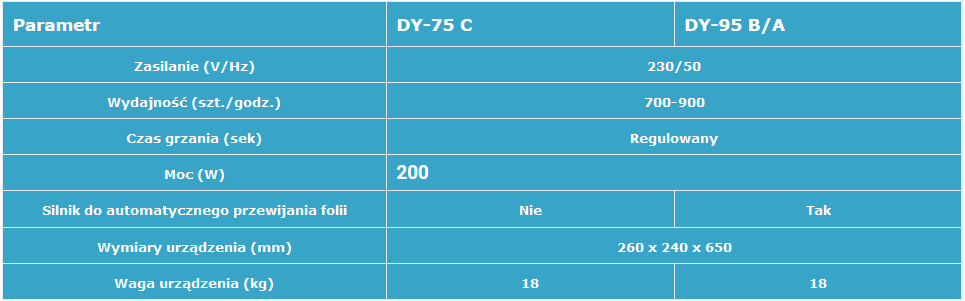 Parametr DY-75 C DY-95 B/A
Zasilanie (V/Hz) 230/50
Wydajność (szt./godz.) 700-900
Czas grzania (sek) Regulowany
Moc (W) 200
Silnik do automatycznego przewijania folii Nie Tak
Wymiary urządzenia (mm) 260 x 240 x 650
Waga urządzenia (kg) 18 18